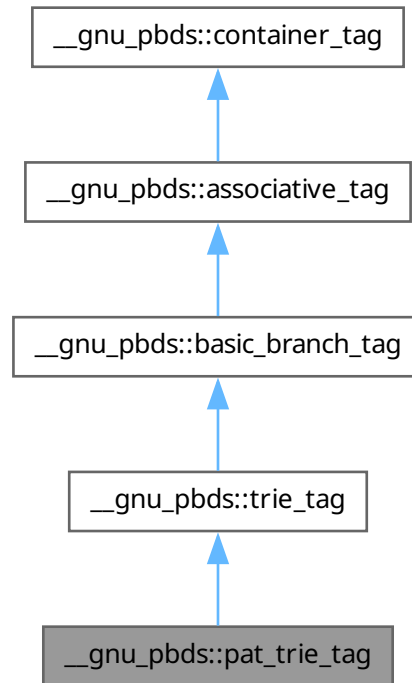 __gnu_pbds::container_tag
__gnu_pbds::associative_tag
__gnu_pbds::basic_branch_tag
__gnu_pbds::trie_tag
__gnu_pbds::pat_trie_tag